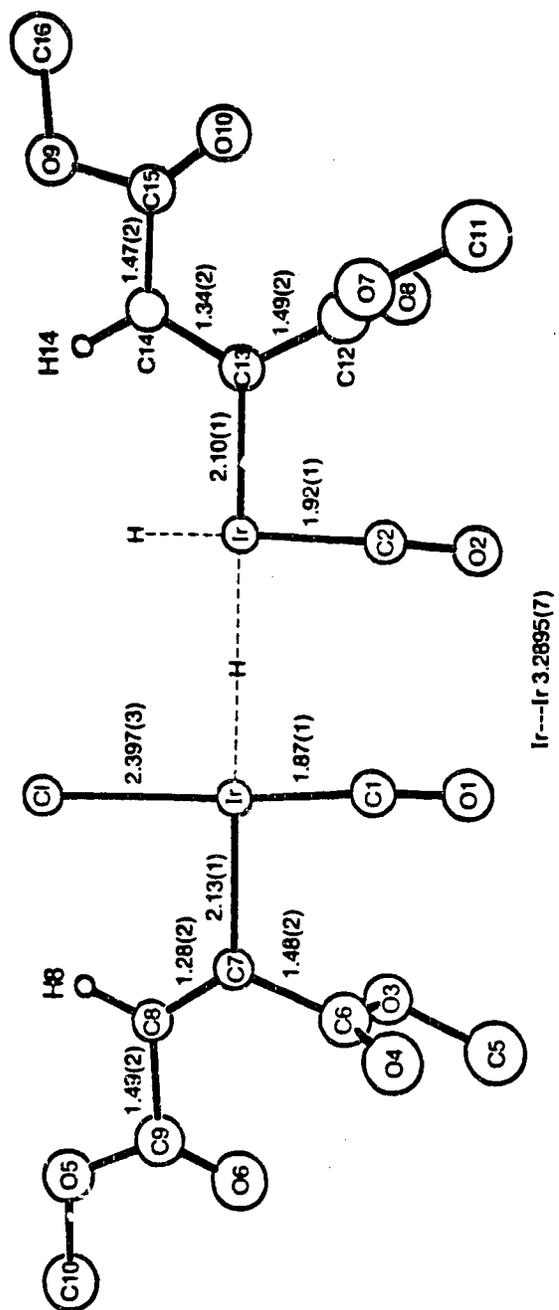 C10
O5
C9
O6
1.49(2)
C8
H8
1.28(2)
C7
1.48(2)
C6
O4
O3
C5
2.13(1)
Cl
2.397(3)
Ir
1.87(1)
C1
O1
H
H
Ir
1.92(1)
C2
O2
2.10(1)
C13
1.34(2)
C14
H14
1.49(2)
C12
O7
O8
C11
1.47(2)
C15
O10
O9
C16
Ir---Ir 3.2895(7)